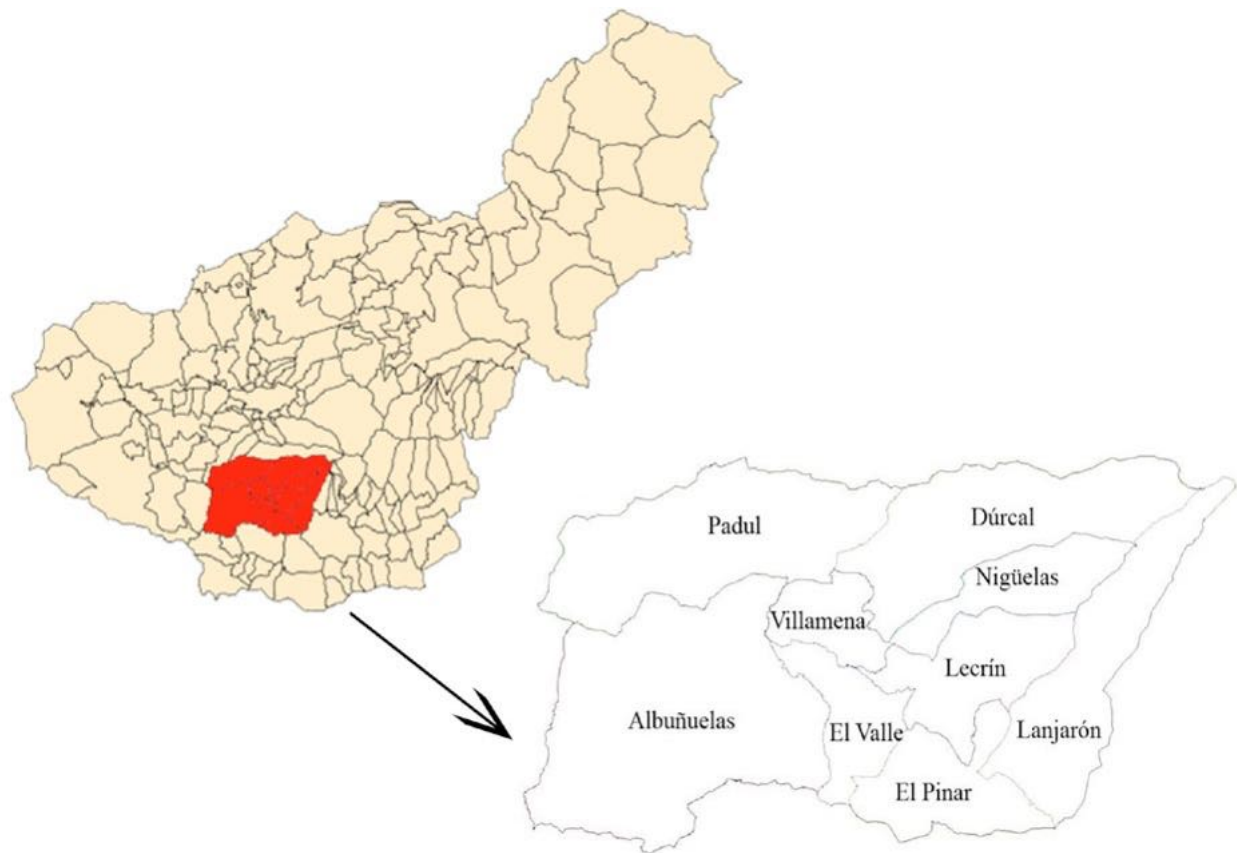 Padul
Dúrcal
Nigüelas
Villamena
Lecrín
Albuñuelas
El Valle
Lanjarón
El Pinar